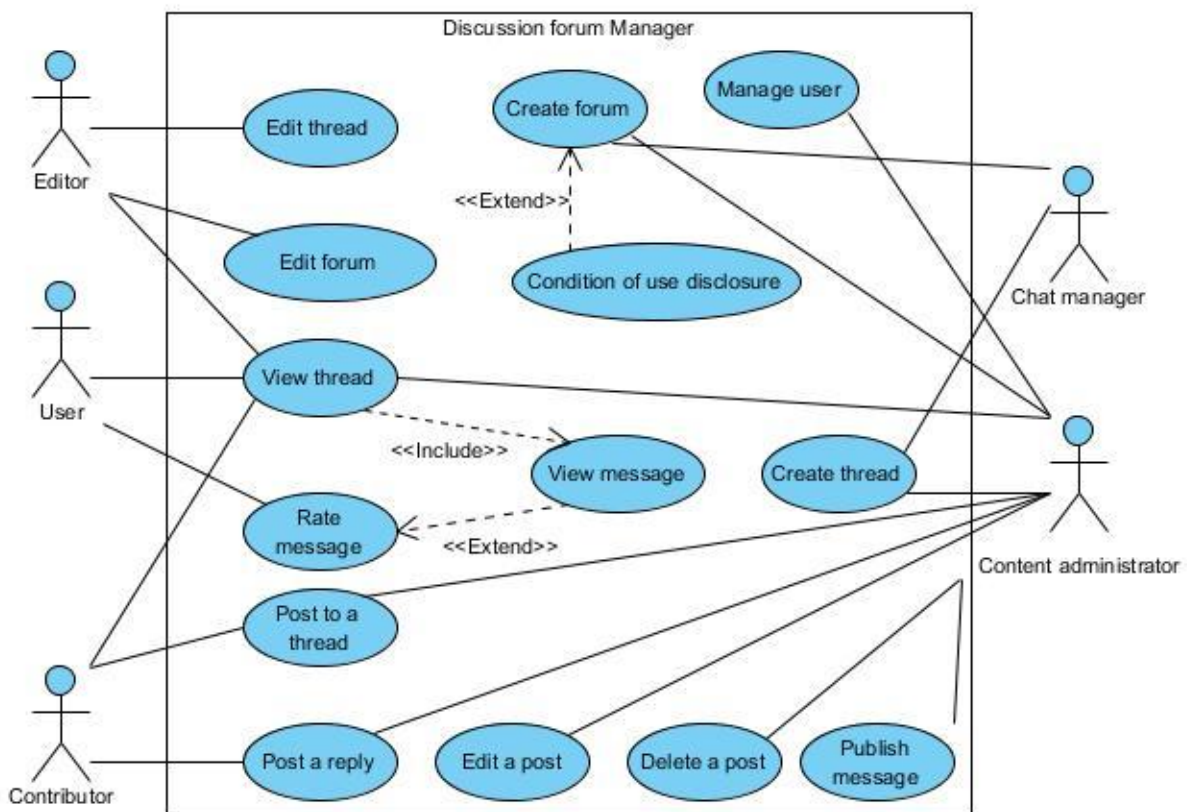 Discussion forum Manager
Editor
Edit thread
Create forum
Manage user
<<Extend>>
Edit forum
Condition of use disclosure
Chat manager
User
View thread
<<Include>>
View message
Create thread
Rate
message
<<Extend>>
Content administrator
Post to a
thread
Contributor
Post a reply
Edit a post
Delete a post
Publish
message